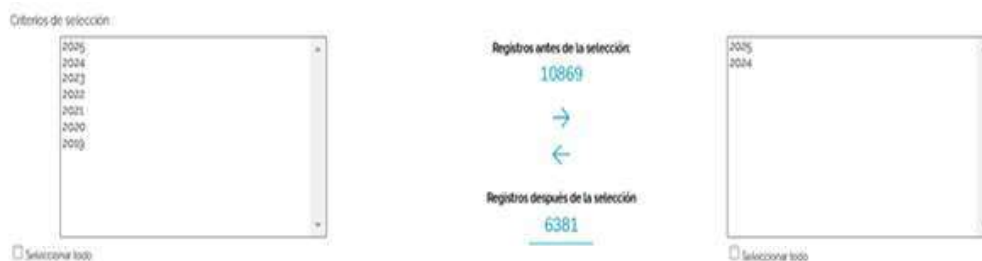 Criterios de selección
2025
2024
2023
2022
2021
2020
2019
Seleccionar todo
Registros antes de la selección:
10869
Registros después de la selección
6381
2025
2024
Seleccionar todo